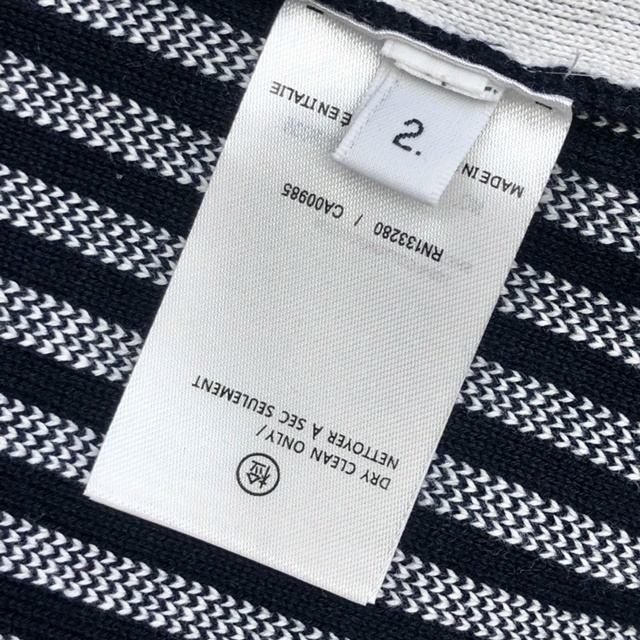 2.
DRY CLEAN ONLY/
NETTOYER À SEC SEULEMENT
RN133280 / CA00985
MADE IN EN ITALIE